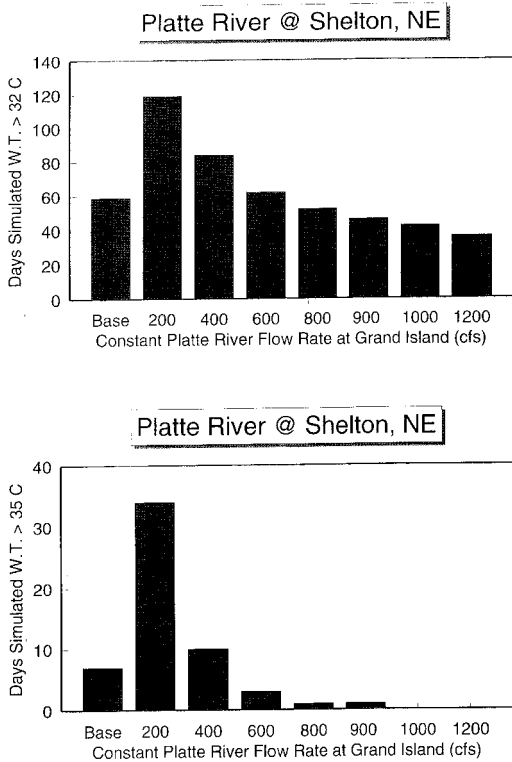 Platte River @ Shelton, NE
Days Simulated W.T. > 32 C
140
120
100
80
60
40
20
0
Base 200 400 600 800 900 1000 1200
Constant Platte River Flow Rate at Grand Island (cfs)
Platte River @ Shelton, NE
Days Simulated W.T. > 35 C
40
30
20
10
0
Base 200 400 600 800 900 1000 1200
Constant Platte River Flow Rate at Grand Island (cfs)